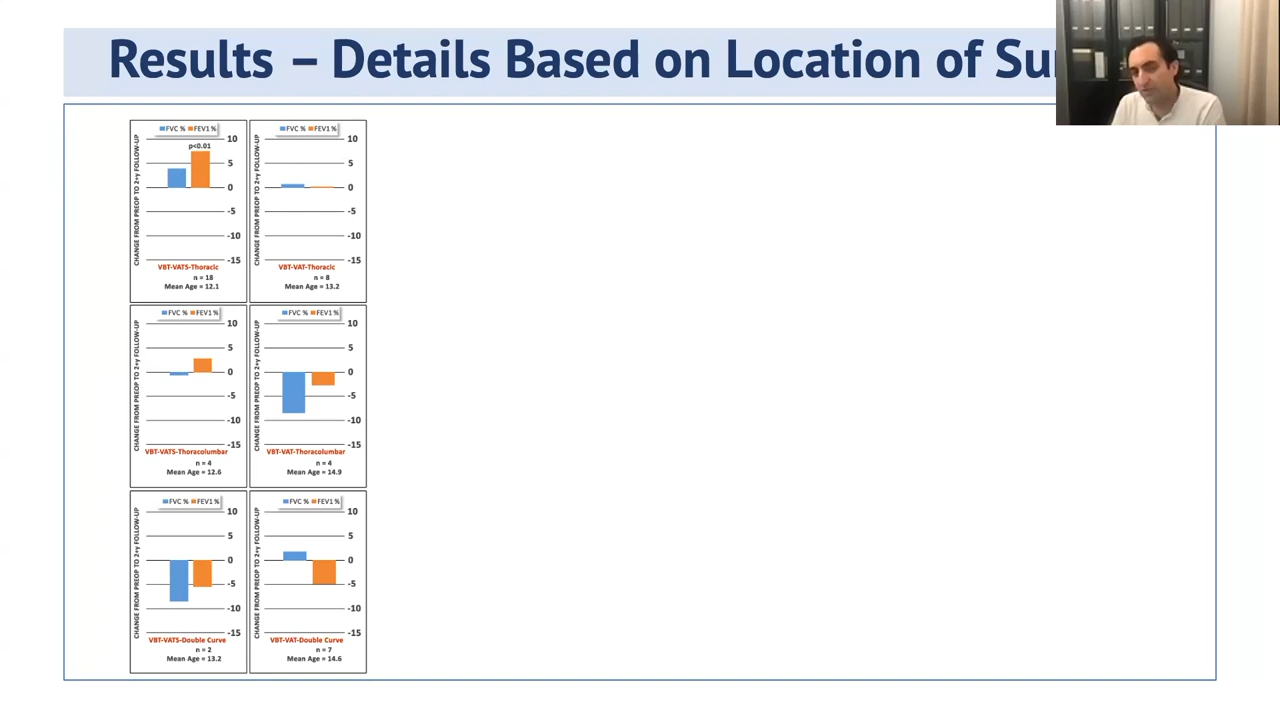 Results – Details Based on Location of Su
FVC % FEV1 %
CHANGE FROM PREOP TO 2+y FOLLOW-UP
p<0.01
10
5
0
-5
-10
-15
VBT-VATS-Thoracic
n = 18
Mean Age = 12.1
FVC % FEV1 %
CHANGE FROM PREOP TO 2+y FOLLOW-UP
10
5
0
-5
-10
-15
VBT-VAT-Thoracic
n = 8
Mean Age = 13.2
FVC % FEV1 %
CHANGE FROM PREOP TO 2+y FOLLOW-UP
10
5
0
-5
-10
-15
VBT-VATS-Thoracolumbar
n = 4
Mean Age = 12.6
FVC % FEV1 %
CHANGE FROM PREOP TO 2+y FOLLOW-UP
10
5
0
-5
-10
-15
VBT-VAT-Thoracolumbar
n = 4
Mean Age = 14.9
FVC % FEV1 %
CHANGE FROM PREOP TO 2+y FOLLOW-UP
10
5
0
-5
-10
-15
VBT-VATS-Double Curve
n = 2
Mean Age = 13.2
FVC % FEV1 %
CHANGE FROM PREOP TO 2+y FOLLOW-UP
10
5
0
-5
-10
-15
VBT-VAT-Double Curve
n = 7
Mean Age = 14.6